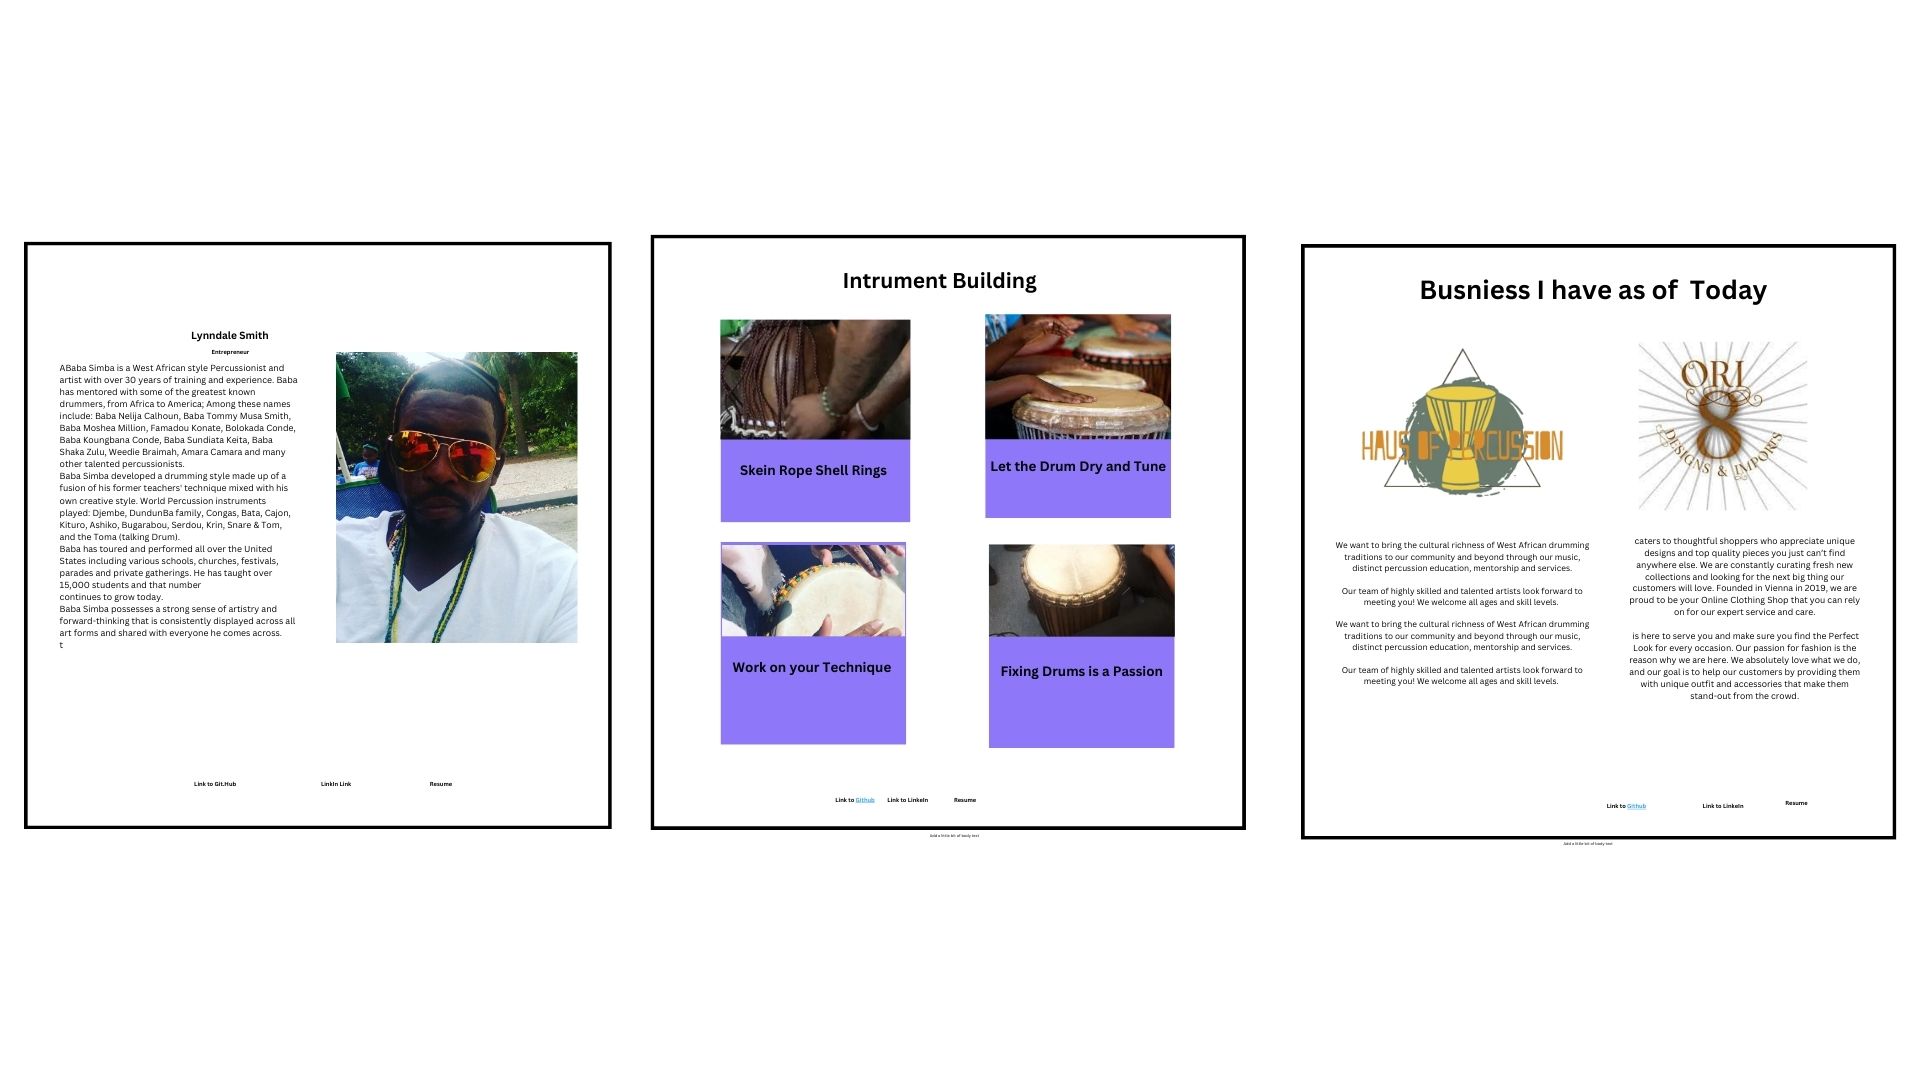 Lynndale Smith
Entrepreneur
ABaba Simba is a West African style Percussionist and
artist with over 30 years of training and experience. Baba
has mentored with some of the greatest known
drummers, from Africa to America; Among these names
include: Baba Nelija Calhoun, Baba Tommy Musa Smith,
Baba Moshea Million, Famadou Konate, Bolokada Conde,
Baba Koungbana Conde, Baba Sundiata Keita, Baba
Shaka Zulu, Weedie Braimah, Amara Camara and many
other talented percussionists.
Baba Simba developed a drumming style made up of a
fusion of his former teachers' technique mixed with his
own creative style. World Percussion instruments
played: Djembe, DundunBa family, Congas, Bata, Cajon,
Kituro, Ashiko, Bugarabou, Serdou, Krin, Snare & Tom,
and the Toma (talking Drum).
Baba has toured and performed all over the United
States including various schools, churches, festivals,
parades and private gatherings. He has taught over
15,000 students and that number
continues to grow today.
Baba Simba possesses a strong sense of artistry and
forward-thinking that is consistently displayed across all
art forms and shared with everyone he comes across.
t
Link to Git.Hub
LinkIn Link
Resume
Intrument Building
Skein Rope Shell Rings
Let the Drum Dry and Tune
Work on your Technique
Fixing Drums is a Passion
Link to Github
Link to LinkeIn
Resume
Add a little bit of body text
Busniess I have as of Today
HAUS OF PERCUSSION
ORI
8
DESIGNS & IMPORTS
We want to bring the cultural richness of West African drumming
traditions to our community and beyond through our music,
distinct percussion education, mentorship and services.
Our team of highly skilled and talented artists look forward to
meeting you! We welcome all ages and skill levels.
We want to bring the cultural richness of West African drumming
traditions to our community and beyond through our music,
distinct percussion education, mentorship and services.
Our team of highly skilled and talented artists look forward to
meeting you! We welcome all ages and skill levels.
caters to thoughtful shoppers who appreciate unique
designs and top quality pieces you just can't find
anywhere else. We are constantly curating fresh new
collections and looking for the next big thing our
customers will love. Founded in Vienna in 2019, we are
proud to be your Online Clothing Shop that you can rely
on for our expert service and care.
is here to serve you and make sure you find the Perfect
Look for every occasion. Our passion for fashion is the
reason why we are here. We absolutely love what we do,
and our goal is to help our customers by providing them
with unique outfit and accessories that make them
stand-out from the crowd.
Link to Github
Link to LinkeIn
Resume
Add a little bit of body text